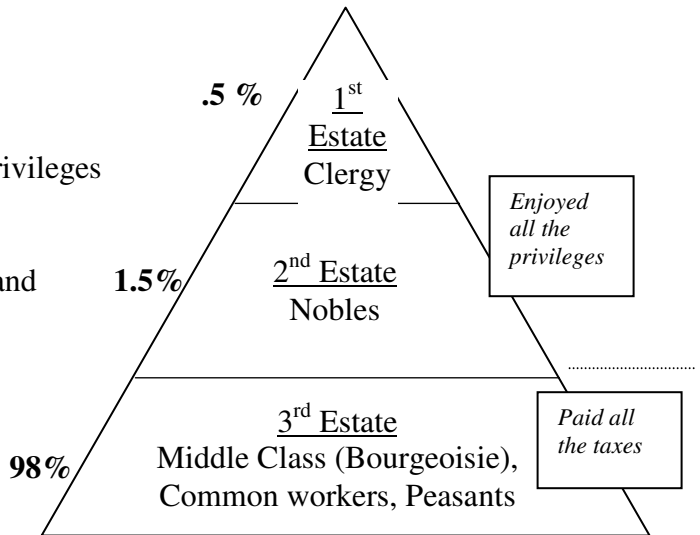 .5 %
1st
Estate
Clergy
rivileges
Enjoyed
all the
privileges
and
1.5%
2nd Estate
Nobles
3rd Estate
Middle Class (Bourgeoisie),
Common workers, Peasants
98%
Paid all
the taxes